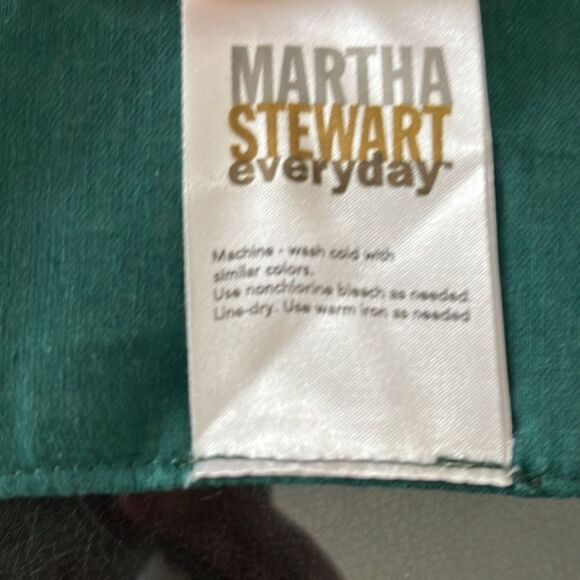 MARTHA
STEWART
everyday™
Machine - wash cold with
similar colors.
Use nonchlorine bleach as needed.
Line-dry. Use warm iron as needed